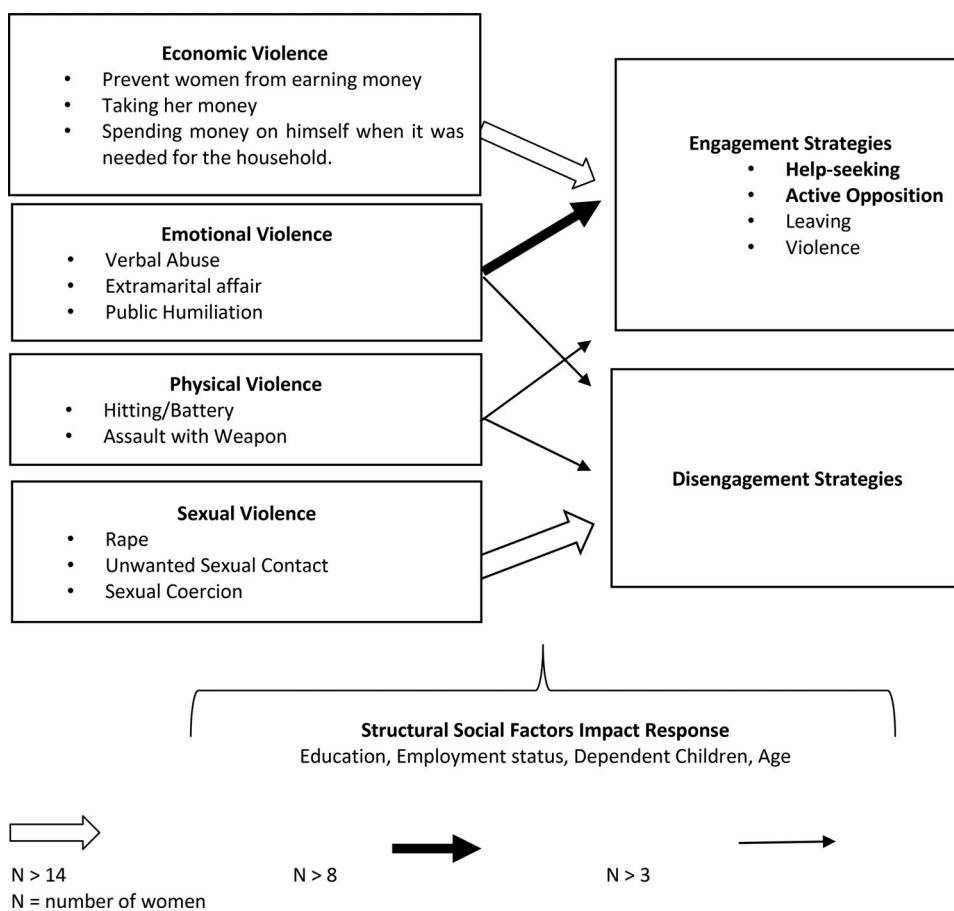 Economic Violence
• Prevent women from earning money
• Taking her money
• Spending money on himself when it was
needed for the household.
Emotional Violence
• Verbal Abuse
• Extramarital affair
• Public Humiliation
Physical Violence
• Hitting/Battery
• Assault with Weapon
Sexual Violence
• Rape
• Unwanted Sexual Contact
• Sexual Coercion
Engagement Strategies
• Help-seeking
• Active Opposition
• Leaving
• Violence
Disengagement Strategies
Structural Social Factors Impact Response
Education, Employment status, Dependent Children, Age
N > 14
N > 8
N > 3
N = number of women